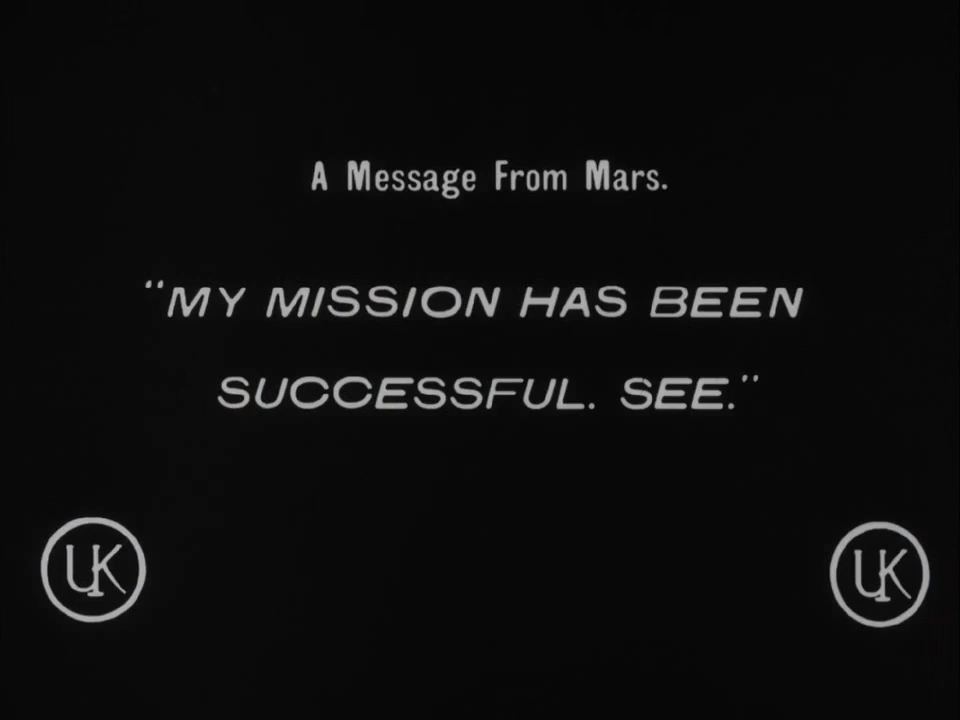 A Message From Mars.
"MY MISSION HAS BEEN
SUCCESSFUL. SEE."
UK UK